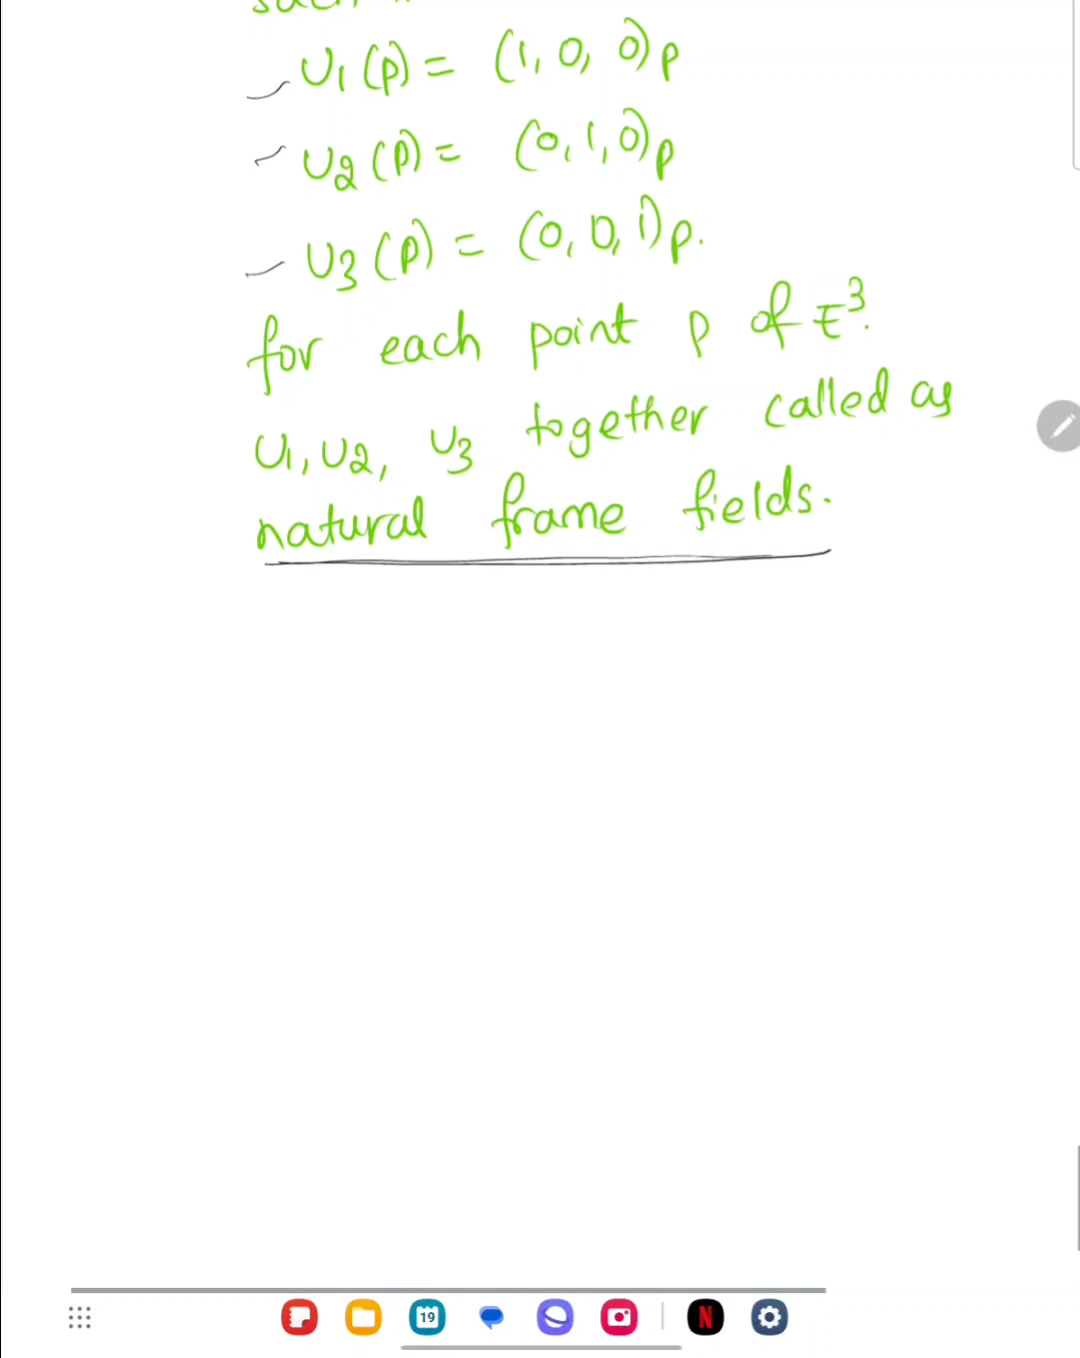 U1 (p) = (1, 0, 0)p
U2 (p) = (0, 1, 0)p
U3 (p) = (0, 0, 1)p.
for each point p of E³.
U1, U2, U3 together called as
natural frame fields.
19
N